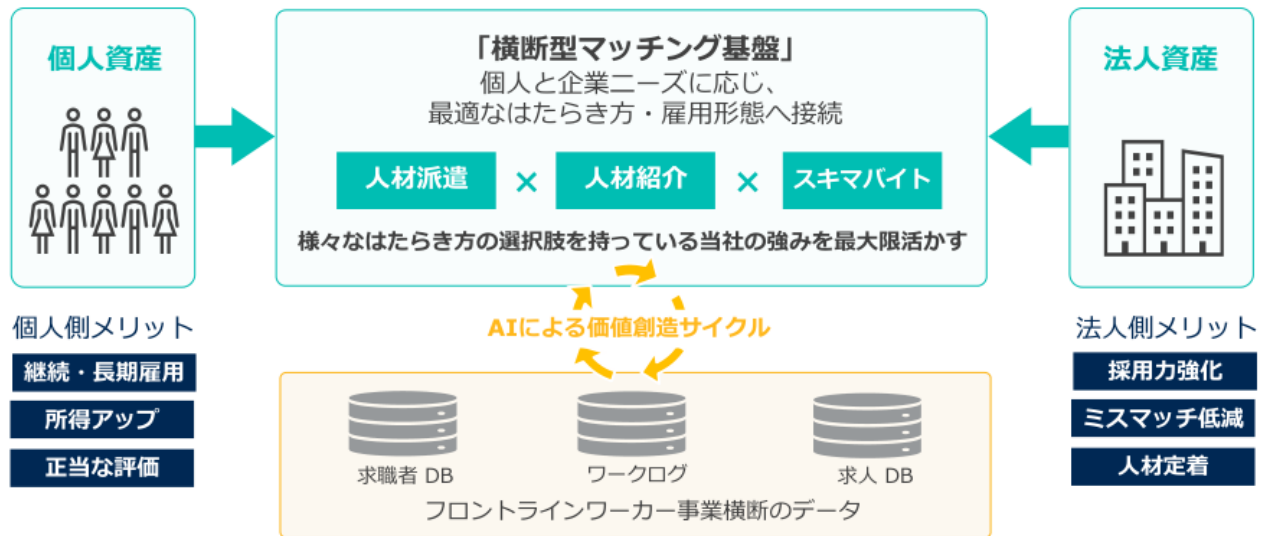 個人資産
「横断型マッチング基盤」
個人と企業ニーズに応じ、
最適なはたらき方・雇用形態へ接続
人材派遣 × 人材紹介 × スキマバイト
様々なはたらき方の選択肢を持っている当社の強みを最大限活かす
法人資産
個人側メリット
継続・長期雇用
所得アップ
正当な評価
AIによる価値創造サイクル
求職者 DB
ワークログ
求人 DB
フロントラインワーカー事業横断のデータ
法人側メリット
採用力強化
ミスマッチ低減
人材定着